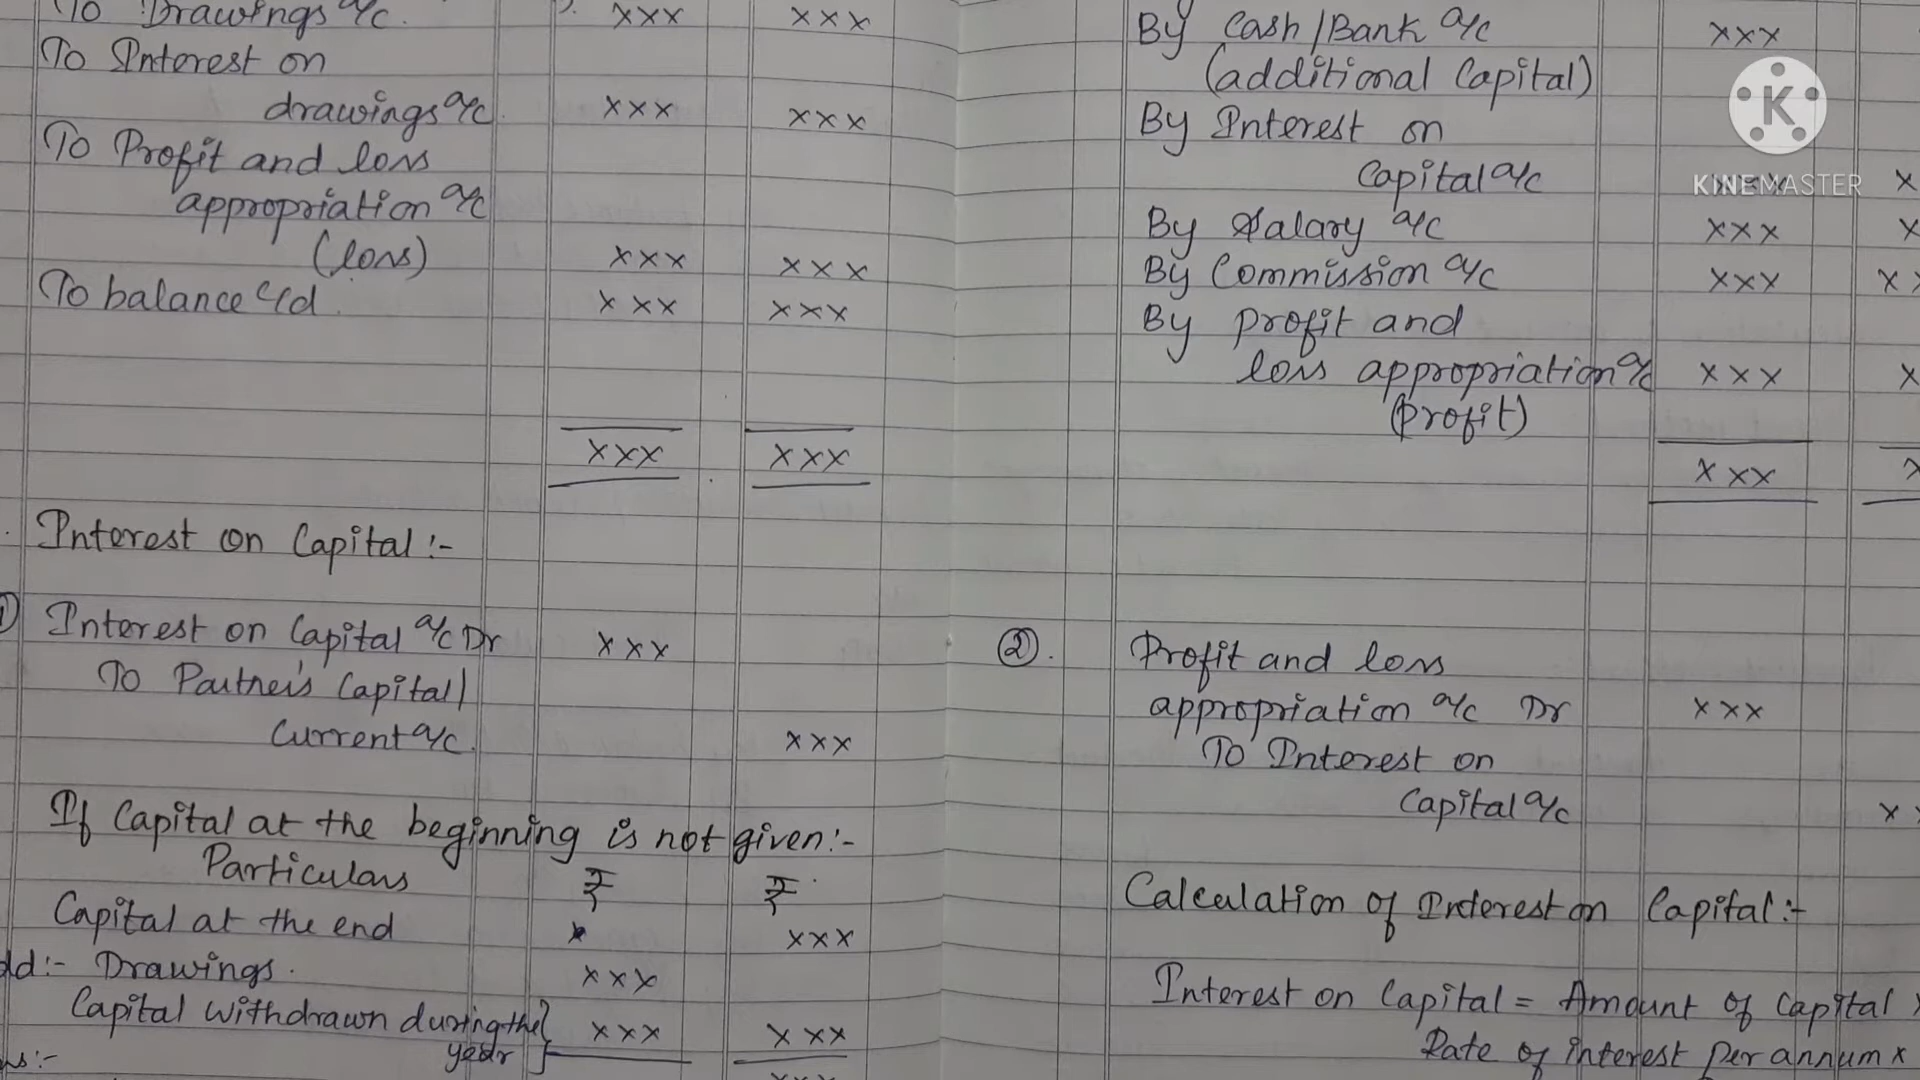 To Drawings a/c. xxx xxx
To Interest on
drawings a/c. xxx xxx
To Profit and loss
appropriation a/c
(loss) xxx xxx
To balance c/d. xxx xxx
xxx xxx
Interest on Capital :-
1) Interest on Capital a/c Dr xxx
To Partner's Capital/
Current a/c. xxx
If Capital at the beginning is not given :-
Particulars ₹ ₹
Capital at the end xxx
Drawings. xxx
Capital withdrawn during the
year } xxx xxx
By Cash/Bank a/c xxx
(additional Capital)
By Interest on
Capital a/c
By Salary a/c xxx x
By Commission a/c xxx xx
By profit and
loss appropriation a/c xxx x
(profit)
xxx x
②. Profit and loss
appropriation a/c Dr xxx
To Interest on
Capital a/c xx
Calculation of Interest on Capital :-
Interest on Capital = Amount of Capital x
Rate of interest per annum x
K
KINEMASTER